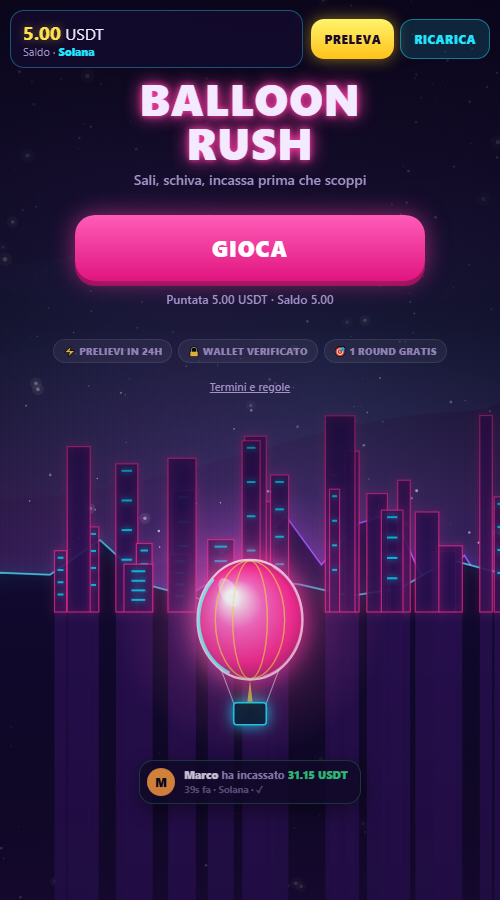 5.00 USDT
Saldo · Solana
PRELEVA
RICARICA
BALLOON
RUSH
Sali, schiva, incassa prima che scoppi
GIOCA
Puntata 5.00 USDT · Saldo 5.00
⚡ PRELIEVI IN 24H
🔒 WALLET VERIFICATO
🎯 1 ROUND GRATIS
Termini e regole
M
Marco ha incassato 31.15 USDT
39s fa · Solana · ✓